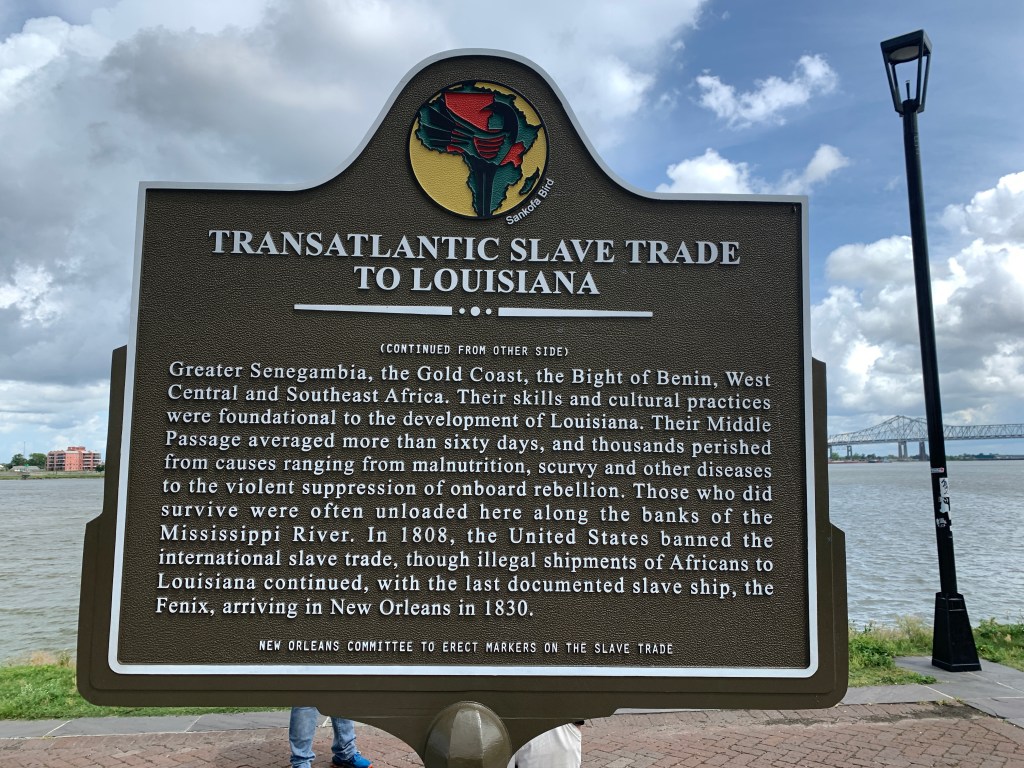 Sankofa Bird
TRANSATLANTIC SLAVE TRADE
TO LOUISIANA
(CONTINUED FROM OTHER SIDE)
Greater Senegambia, the Gold Coast, the Bight of Benin, West
Central and Southeast Africa. Their skills and cultural practices
were foundational to the development of Louisiana. Their Middle
Passage averaged more than sixty days, and thousands perished
from causes ranging from malnutrition, scurvy and other diseases
to the violent suppression of onboard rebellion. Those who did
survive were often unloaded here along the banks of the
Mississippi River. In 1808, the United States banned the
international slave trade, though illegal shipments of Africans to
Louisiana continued, with the last documented slave ship, the
Fenix, arriving in New Orleans in 1830.
NEW ORLEANS COMMITTEE TO ERECT MARKERS ON THE SLAVE TRADE